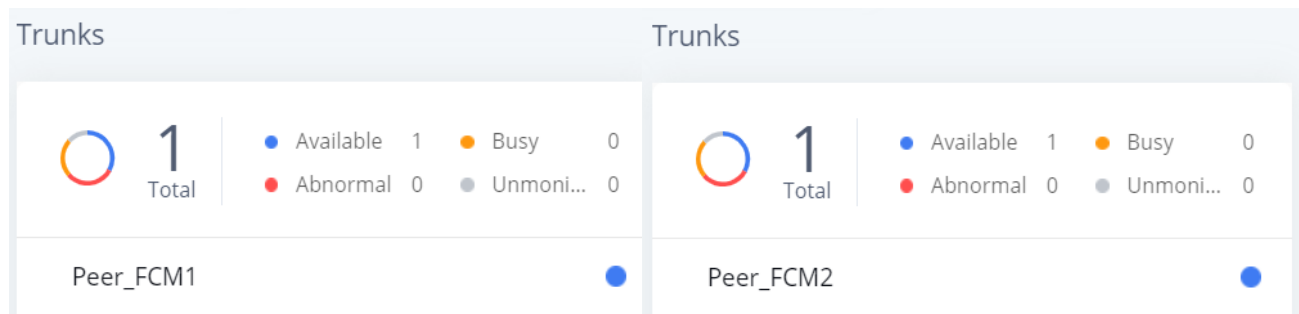 Trunks
1
Total
Available 1 Busy 0
Abnormal 0 Unmoni... 0
Peer_FCM1
Trunks
1
Total
Available 1 Busy 0
Abnormal 0 Unmoni... 0
Peer_FCM2